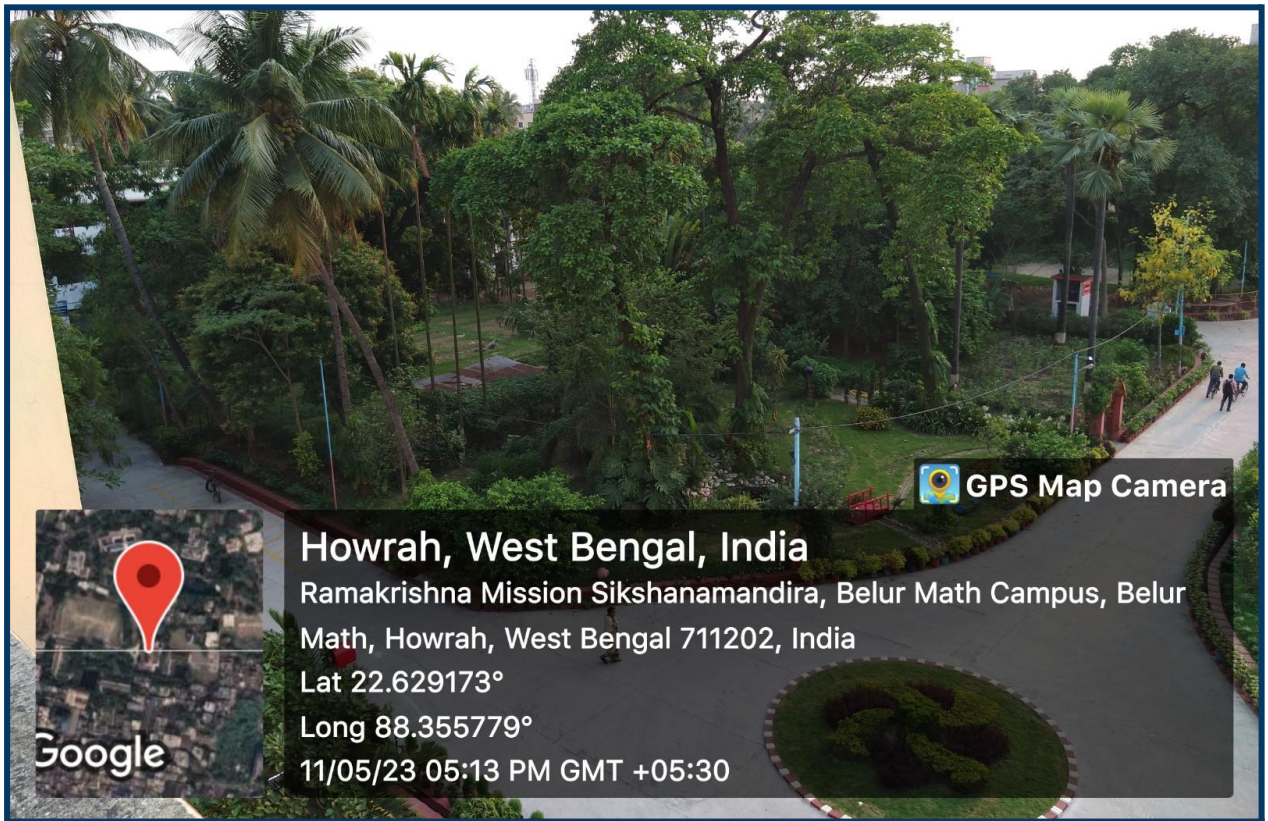 GPS Map Camera
Howrah, West Bengal, India
Ramakrishna Mission Sikshanamandira, Belur Math Campus, Belur
Math, Howrah, West Bengal 711202, India
Lat 22.629173°
Long 88.355779°
11/05/23 05:13 PM GMT +05:30
Google